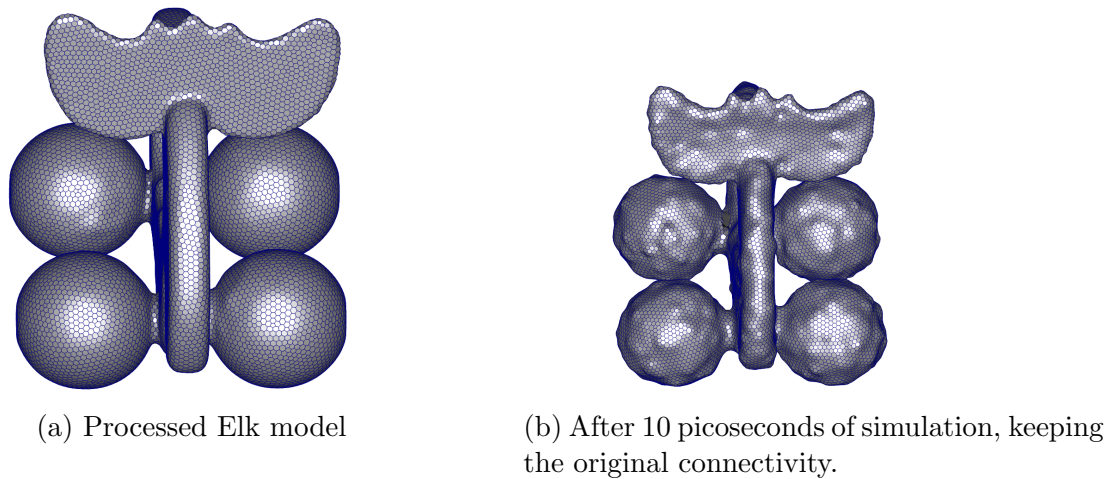 (a) Processed Elk model
(b) After 10 picoseconds of simulation, keeping
the original connectivity.